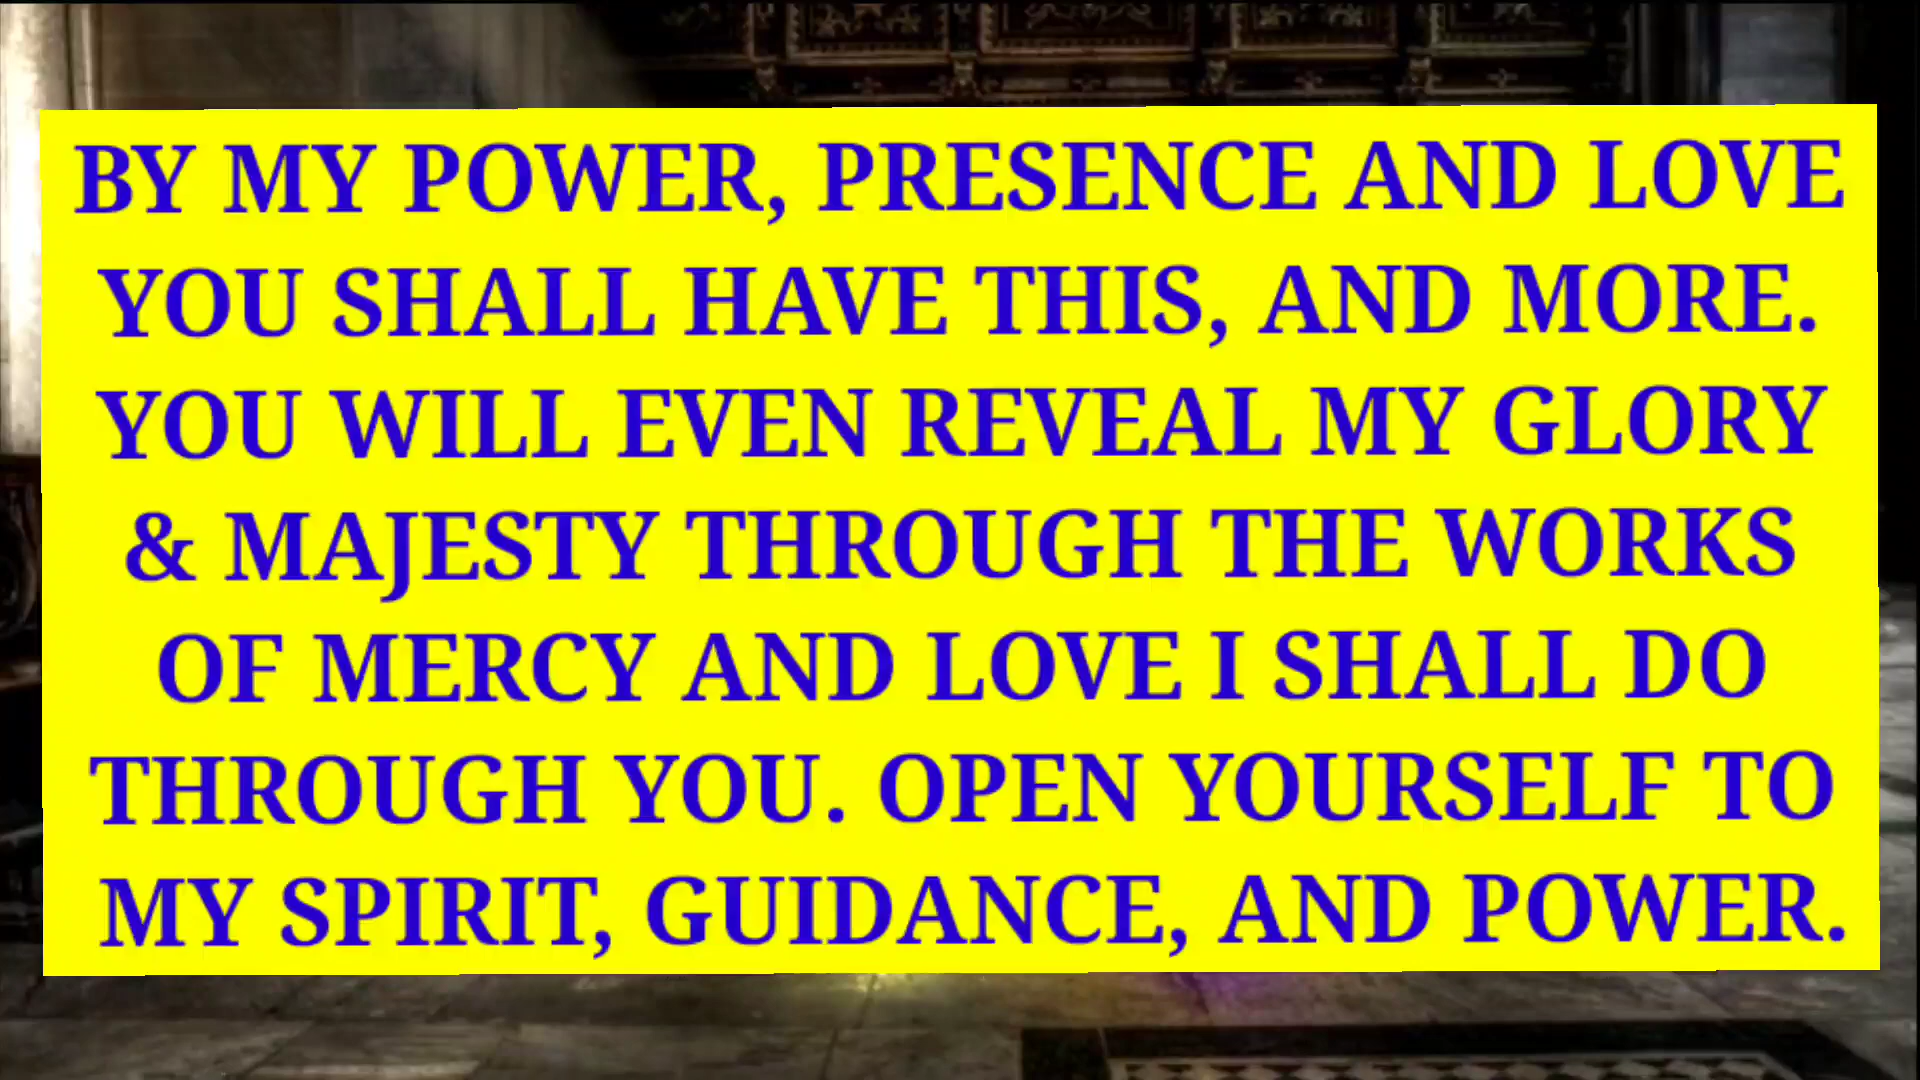 BY MY POWER, PRESENCE AND LOVE
YOU SHALL HAVE THIS, AND MORE.
YOU WILL EVEN REVEAL MY GLORY
& MAJESTY THROUGH THE WORKS
OF MERCY AND LOVE I SHALL DO
THROUGH YOU. OPEN YOURSELF TO
MY SPIRIT, GUIDANCE, AND POWER.